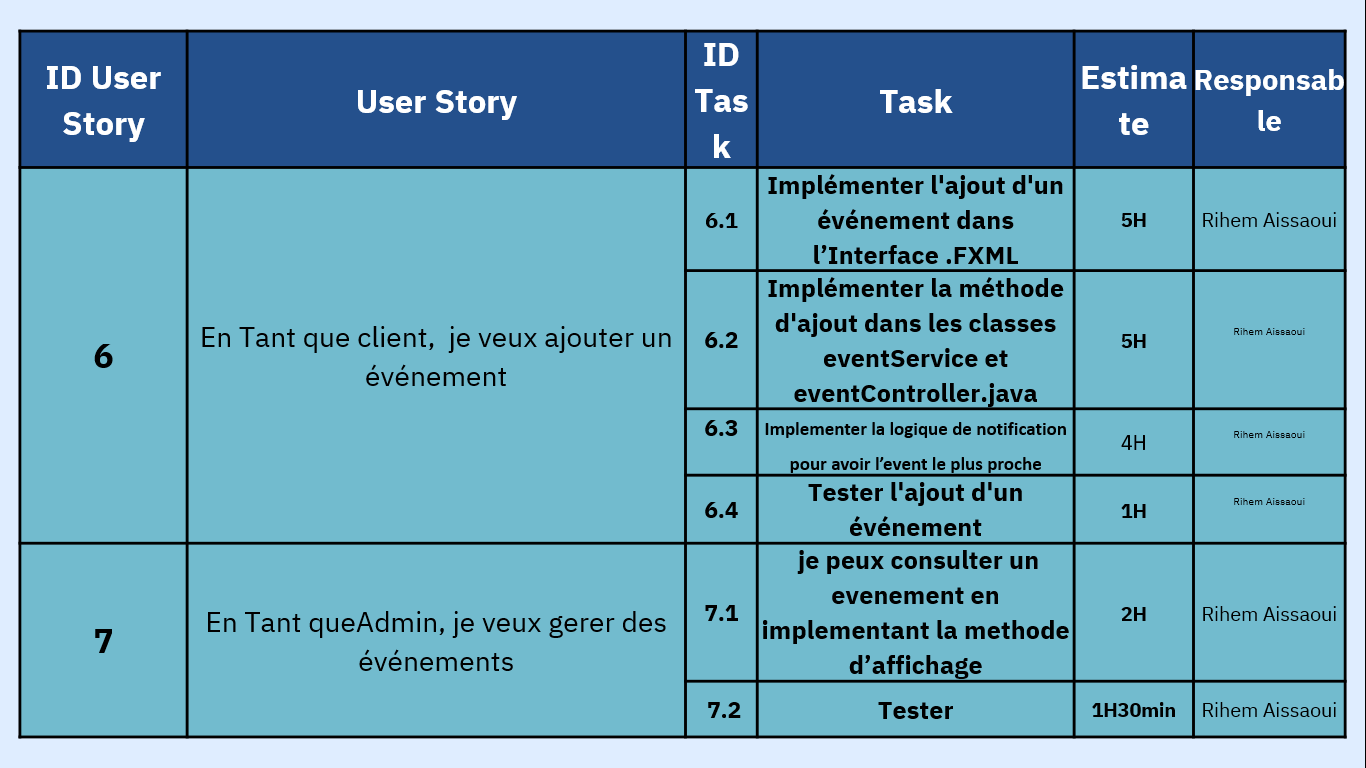 ID User
Story
User Story
ID
Tas
k
Task
Estima
te
Responsab
le
6
En Tant que client,  je veux ajouter un
événement
6.1
Implémenter l'ajout d'un
événement dans
l’Interface .FXML
5H
Rihem Aissaoui
6.2
Implémenter la méthode
d'ajout dans les classes
eventService et
eventController.java
5H
Rihem Aissaoui
6.3
Implementer la logique de notification
pour avoir l’event le plus proche
4H
Rihem Aissaoui
6.4
Tester l'ajout d'un
événement
1H
Rihem Aissaoui
7
En Tant queAdmin, je veux gerer des
événements
7.1
je peux consulter un
evenement en
implementant la methode
d’affichage
2H
Rihem Aissaoui
7.2
Tester
1H30min
Rihem Aissaoui